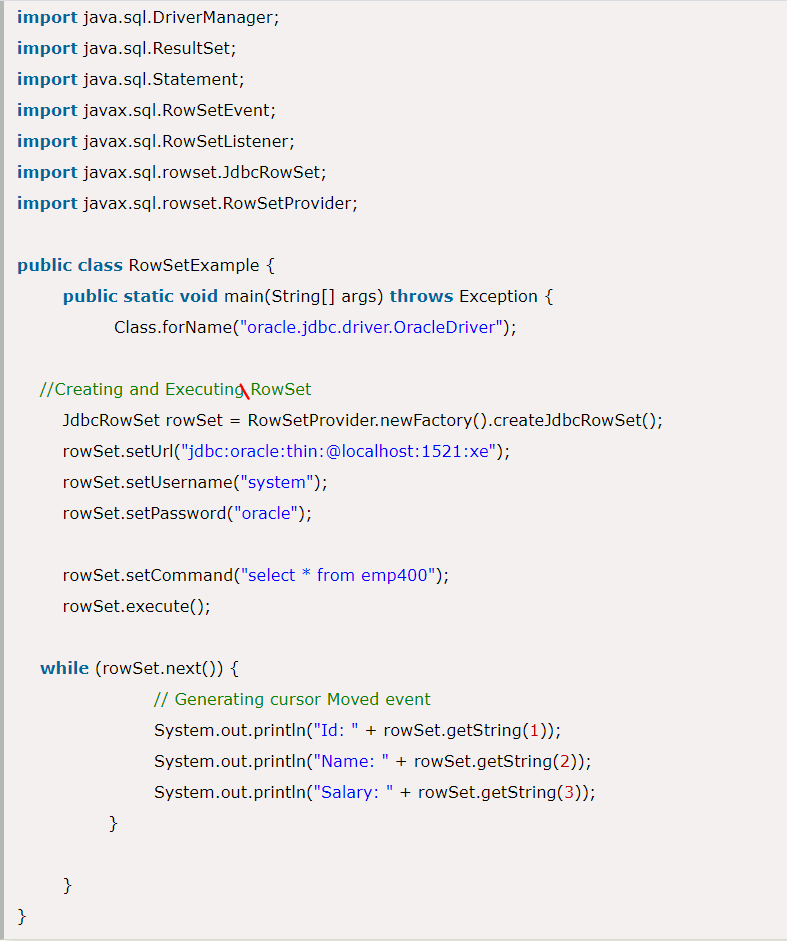 import java.sql.DriverManager;
import java.sql.ResultSet;
import java.sql.Statement;
import javax.sql.RowSetEvent;
import javax.sql.RowSetListener;
import javax.sql.rowset.JdbcRowSet;
import javax.sql.rowset.RowSetProvider;
public class RowSetExample {
public static void main(String[] args) throws Exception {
Class.forName("oracle.jdbc.driver.OracleDriver");
//Creating and Executing RowSet
JdbcRowSet rowSet = RowSetProvider.newFactory().createJdbcRowSet();
rowSet.setUrl("jdbc:oracle:thin:@localhost:1521:xe");
rowSet.setUsername("system");
rowSet.setPassword("oracle");
rowSet.setCommand("select * from emp400");
rowSet.execute();
while (rowSet.next()) {
// Generating cursor Moved event
System.out.println("Id: " + rowSet.getString(1));
System.out.println("Name: " + rowSet.getString(2));
System.out.println("Salary: " + rowSet.getString(3));
}
}
}